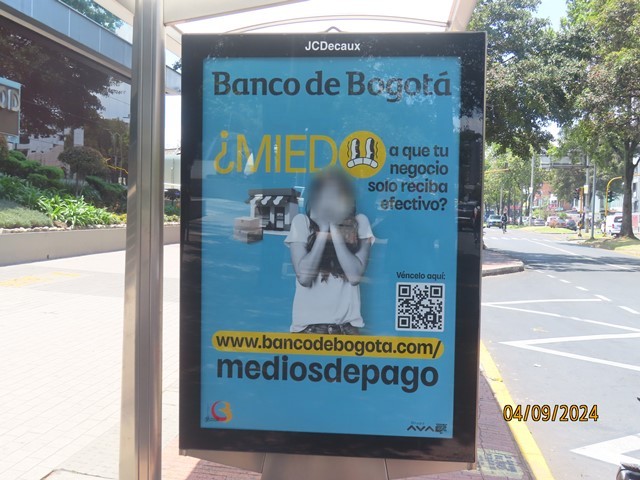 JCDecaux
Banco de Bogotá
¿MIEDO a que tu
negocio
solo reciba
efectivo?
Véncelo aquí:
www.bancodebogota.com/
mediosdepago
AVAL
04/09/2024